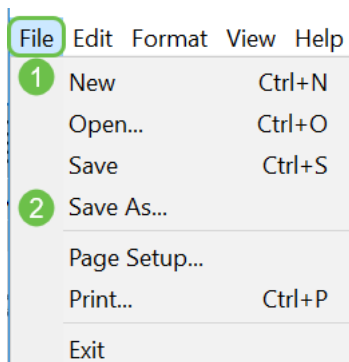 File Edit Format View Help
1
New Ctrl+N
Open... Ctrl+O
Save Ctrl+S
2 Save As...
Page Setup...
Print... Ctrl+P
Exit